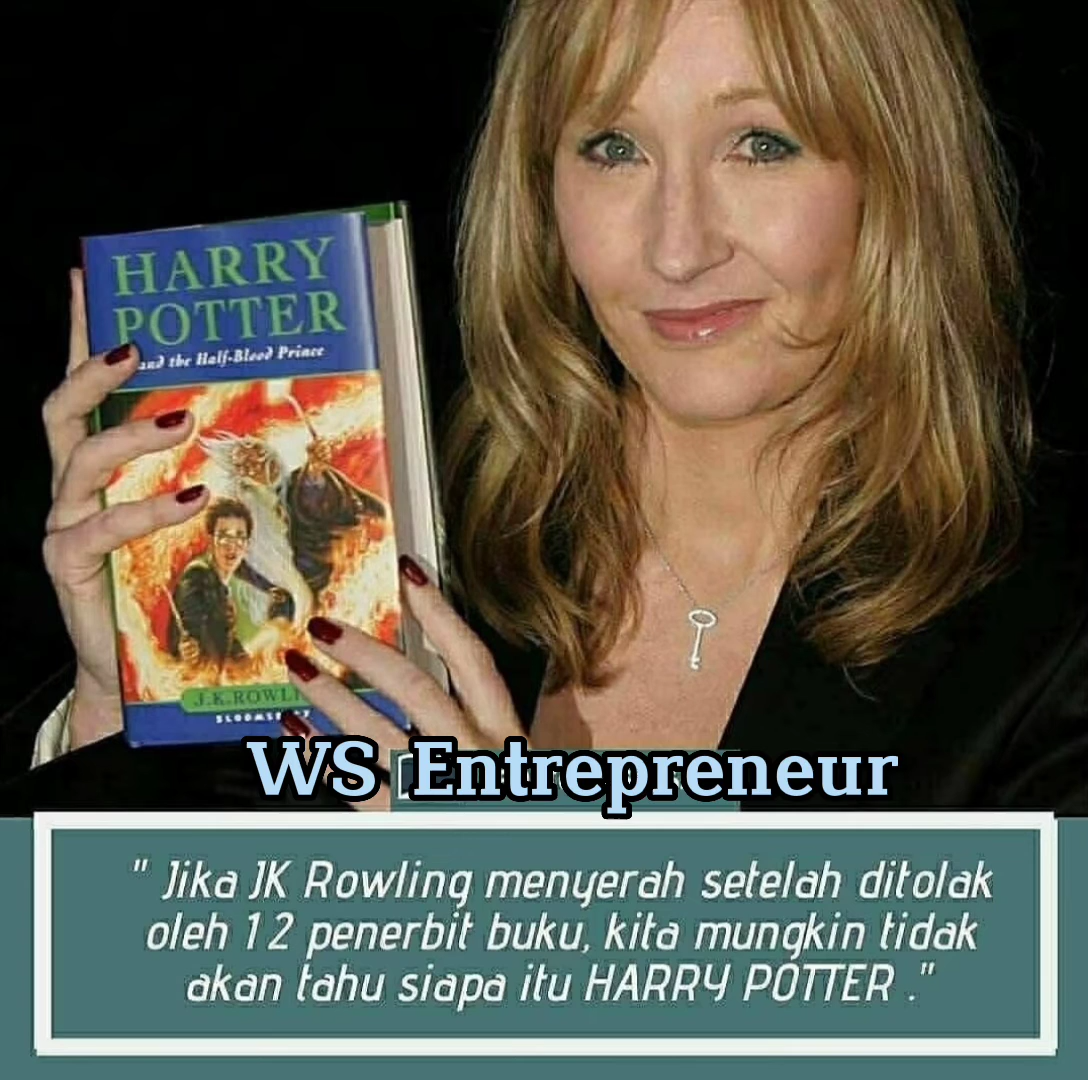 HARRY
POTTER
and the Half-Blood Prince
J.K.ROWLI
WS Entrepreneur
" Jika JK Rowling menyerah setelah ditolak
oleh 12 penerbit buku, kita mungkin tidak
akan tahu siapa itu HARRY POTTER . "